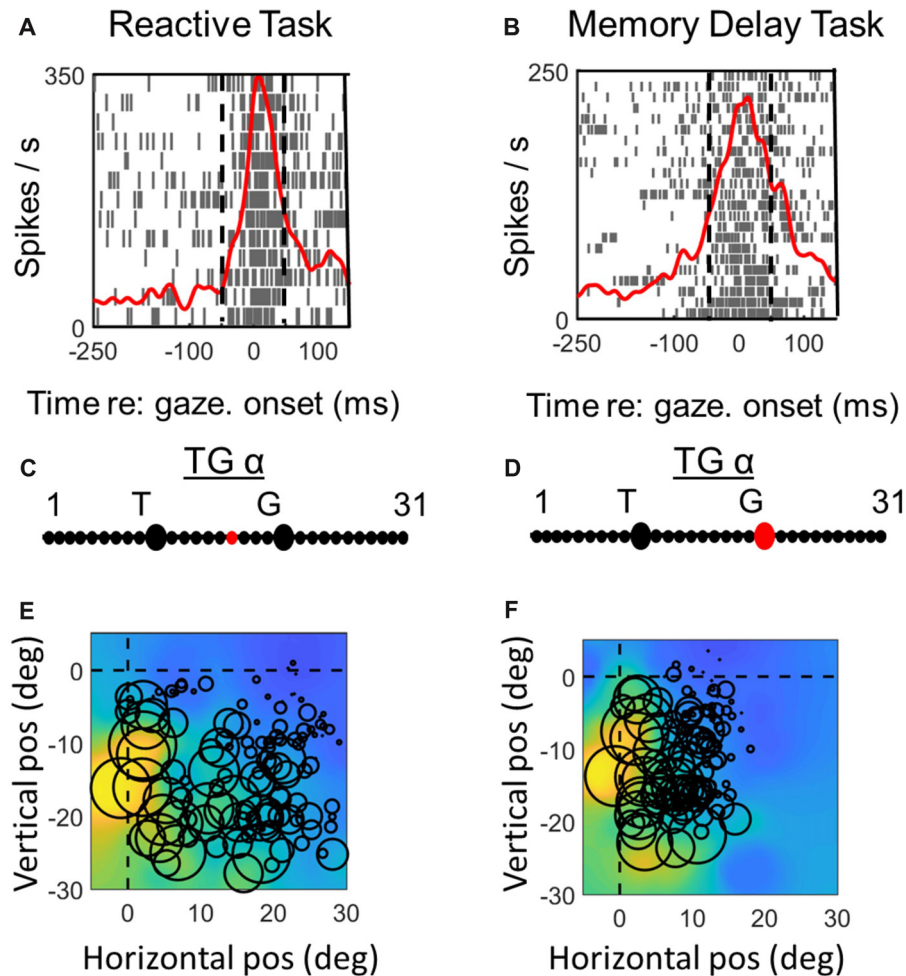 A Reactive Task
B Memory Delay Task
350
Spikes / s
0
-250 -100 0 100
Time re: gaze. onset (ms)
250
Spikes / s
0
-250 -100 0 100
Time re: gaze. onset (ms)
C TG α
1 T G 31
D TG α
1 T G 31
E
Vertical pos (deg)
0
-10
-20
-30
0 10 20 30
Horizontal pos (deg)
F
Vertical pos (deg)
0
-10
-20
-30
0 10 20 30
Horizontal pos (deg)